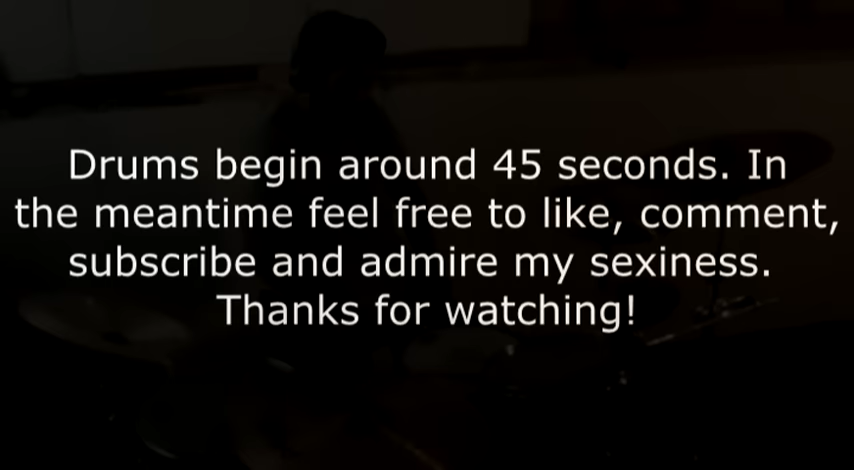 Drums begin around 45 seconds. In
the meantime feel free to like, comment,
subscribe and admire my sexiness.
Thanks for watching!